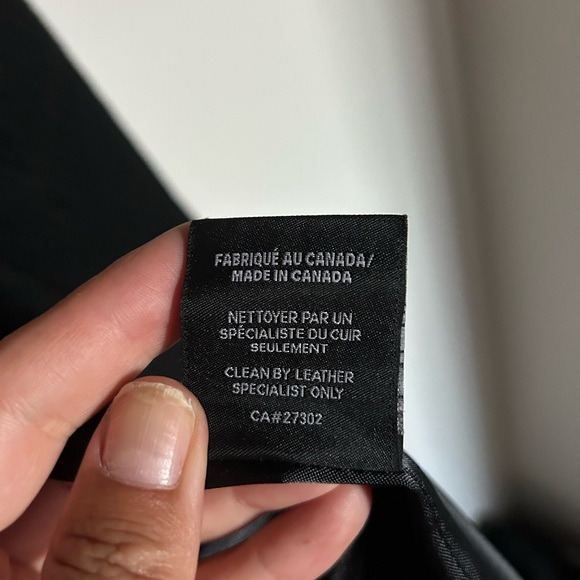 FABRIQUÉ AU CANADA/
MADE IN CANADA
NETTOYER PAR UN
SPÉCIALISTE DU CUIR
SEULEMENT
CLEAN BY LEATHER
SPECIALIST ONLY
CA#27302